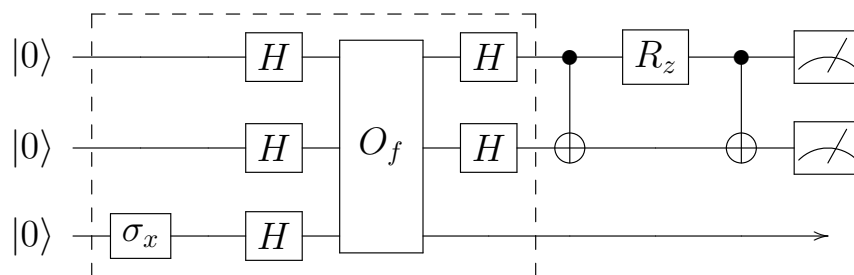 |0⟩ H H R_z
|0⟩ H O_f H
|0⟩ σ_x H